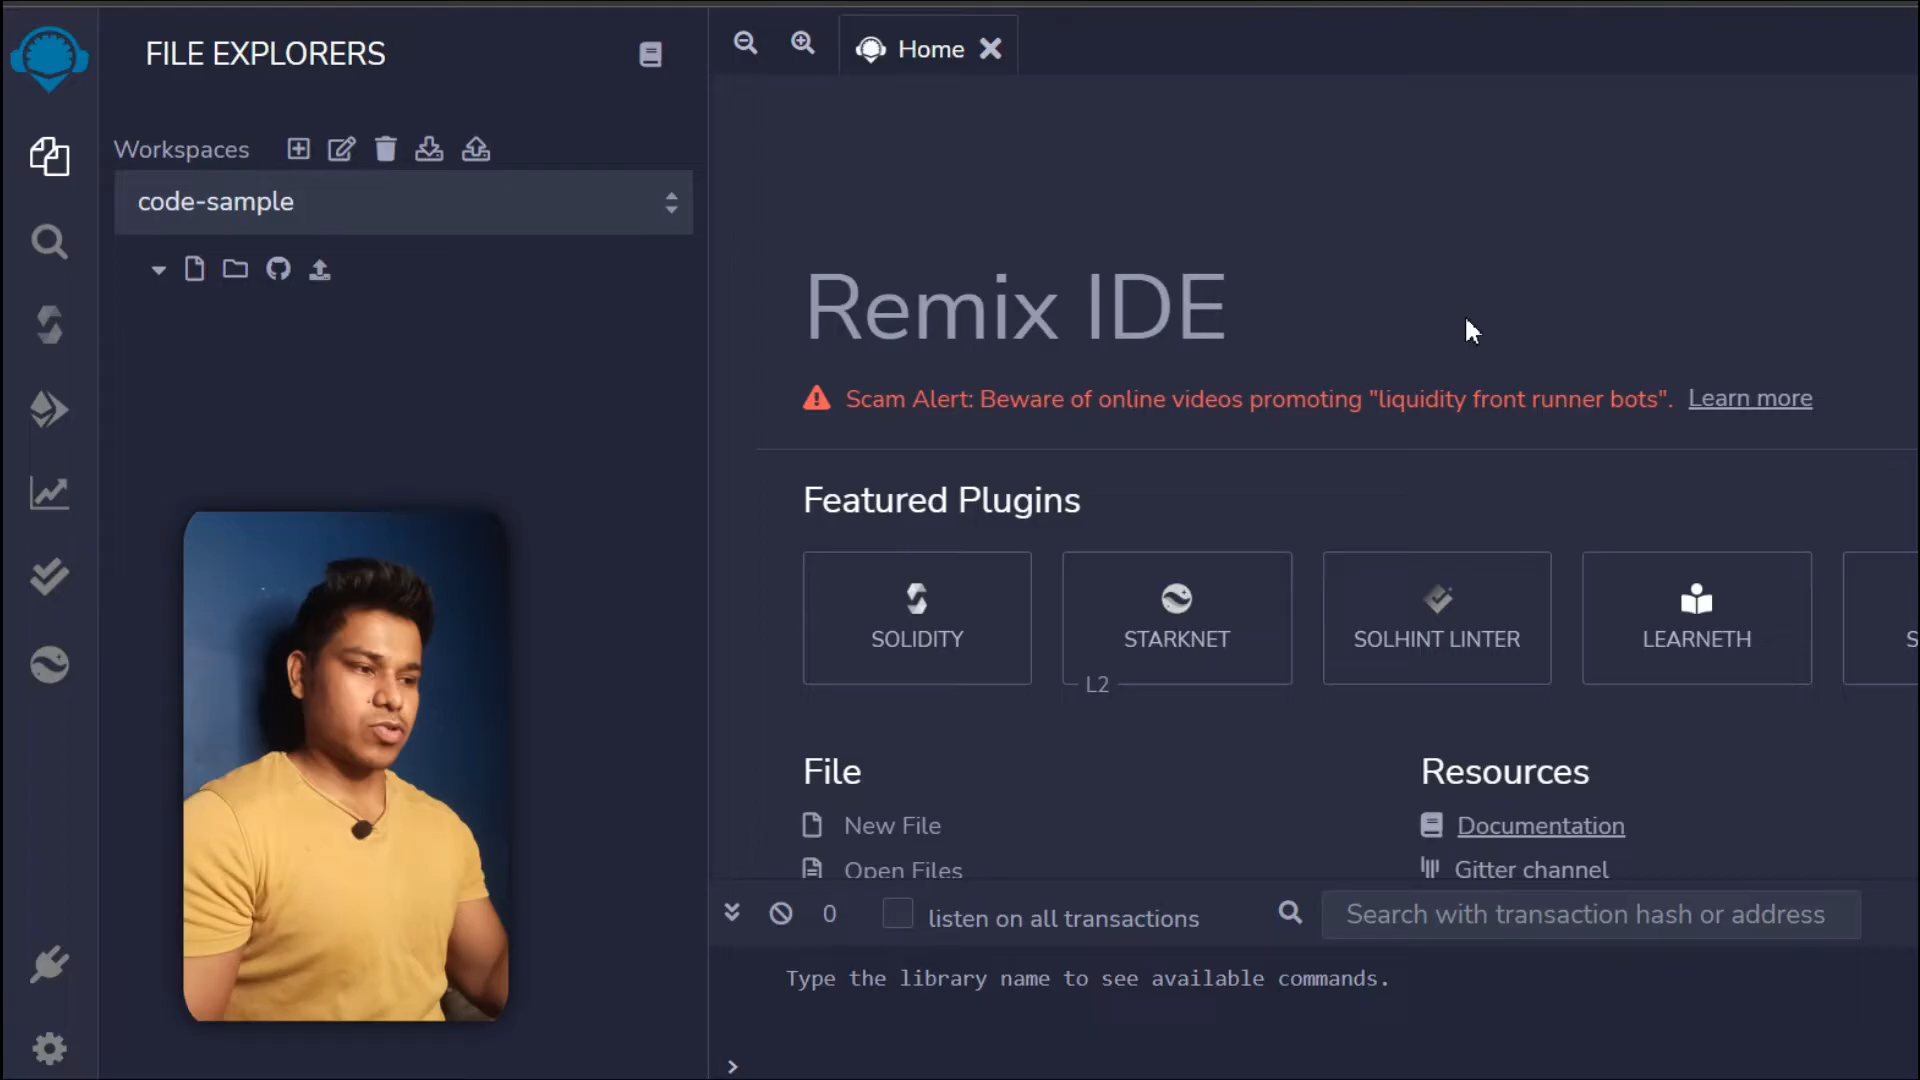 FILE EXPLORERS
Home
Workspaces
code-sample
Remix IDE
Scam Alert: Beware of online videos promoting "liquidity front runner bots". Learn more
Featured Plugins
SOLIDITY
STARKNET
L2
SOLHINT LINTER
LEARNETH
S
File
New File
Open Files
Resources
Documentation
Gitter channel
0
listen on all transactions
Search with transaction hash or address
Type the library name to see available commands.
>